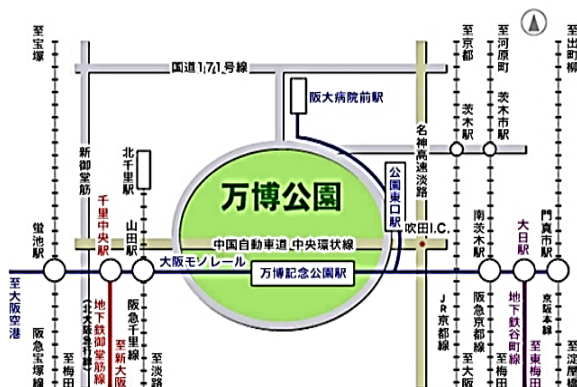 至宝塚
国道171号線
阪大病院前駅
名神高速淡路
至京都
至河原町
至出町柳
茨木駅
茨木市駅
新御堂筋
北千里駅
万博公園
公園東口駅
吹田I.C.
蛍池駅
千里中央駅
山田駅
中国自動車道 中央環状線
南茨木駅
大日駅
門真市駅
大阪モノレール
万博記念公園駅
至大阪空港
阪急宝塚線
至梅田
(北大阪急行線)
地下鉄御堂筋線
至新大阪
阪急千里線
至淡路
JR京都線
至大阪
阪急京都線
至梅田
地下鉄谷町線
至東梅田
京阪本線
至淀屋橋